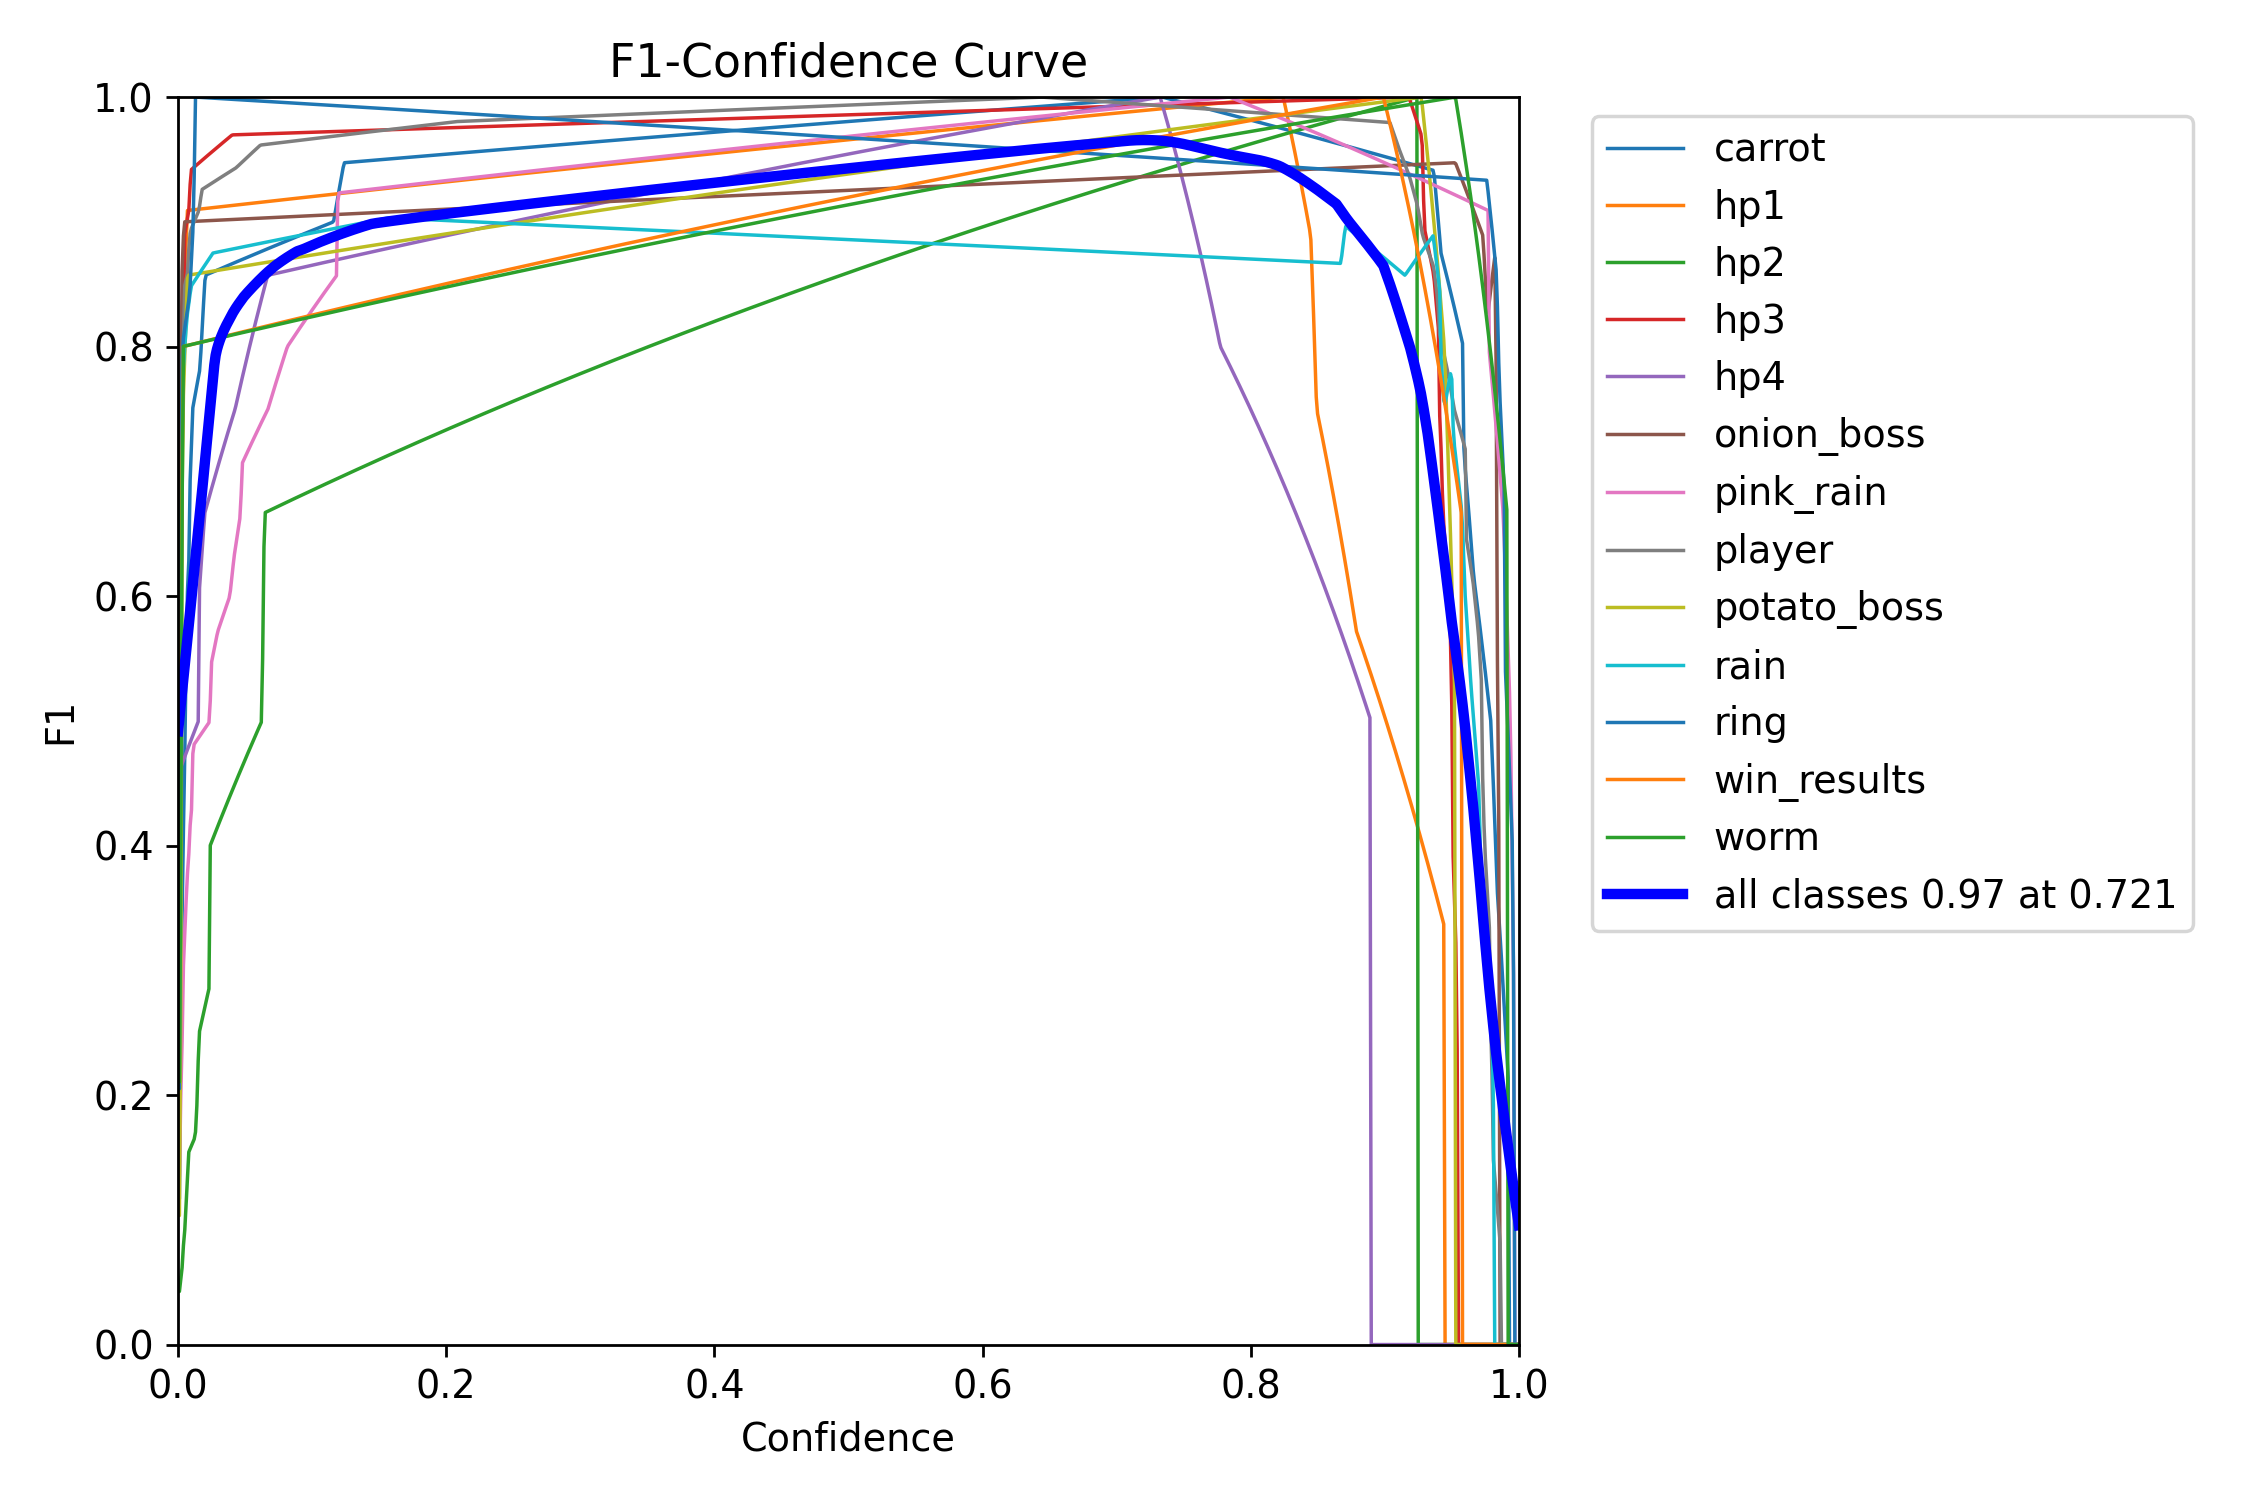 F1-Confidence Curve
1.0
0.8
0.6
0.4
0.2
0.0
F1
0.0 0.2 0.4 0.6 0.8 1.0
Confidence
carrot
hp1
hp2
hp3
hp4
onion_boss
pink_rain
player
potato_boss
rain
ring
win_results
worm
all classes 0.97 at 0.721